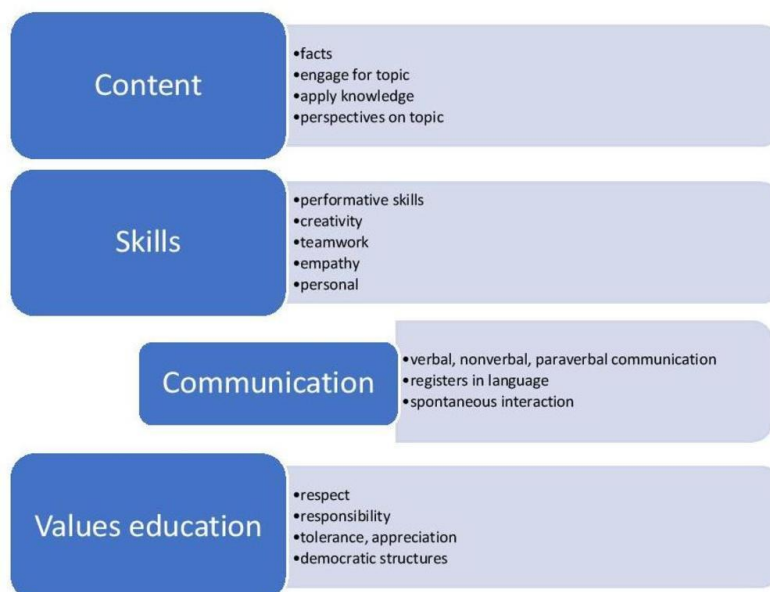 Content
•facts
•engage for topic
•apply knowledge
•perspectives on topic
Skills
•performative skills
•creativity
•teamwork
•empathy
•personal
Communication
•verbal, nonverbal, paraverbal communication
•registers in language
•spontaneous interaction
Values education
•respect
•responsibility
•tolerance, appreciation
•democratic structures